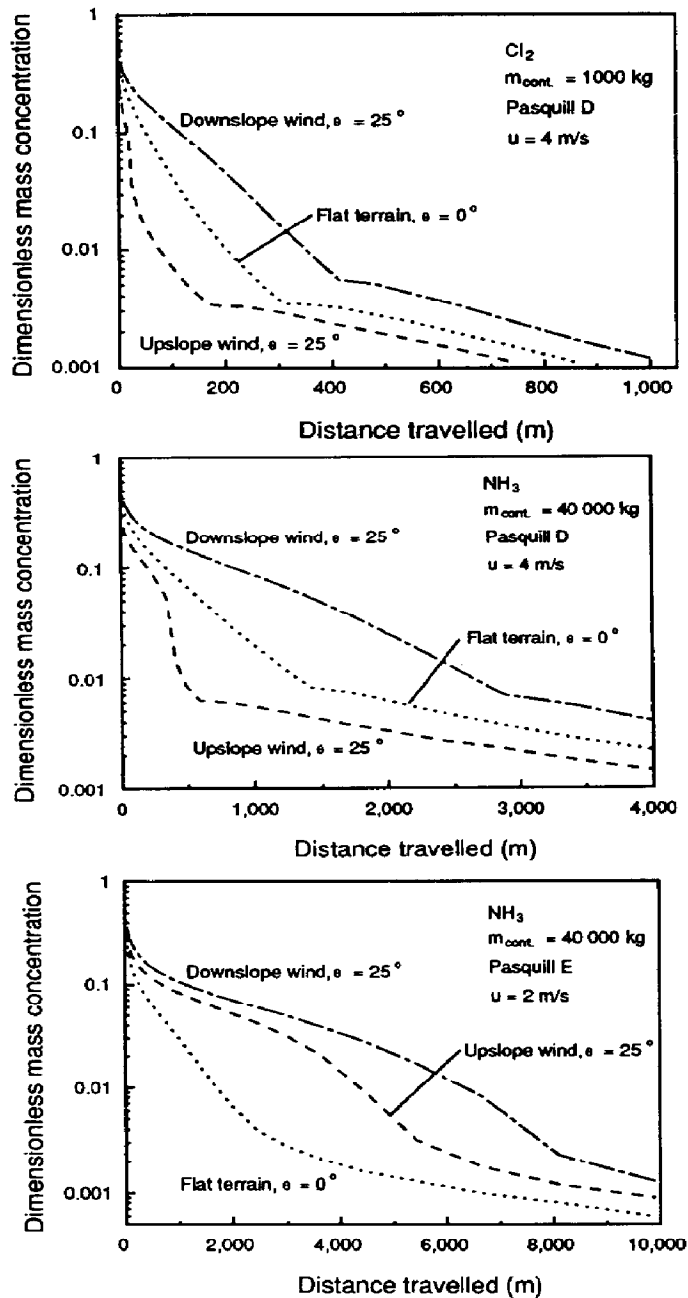 Dimensionless mass concentration
1
0.1
0.01
0.001
Cl2
mcont. = 1000 kg
Pasquill D
u = 4 m/s
Downslope wind, ɵ = 25°
Flat terrain, ɵ = 0°
Upslope wind, ɵ = 25°
0 200 400 600 800 1,000
Distance travelled (m)
Dimensionless mass concentration
1
0.1
0.01
0.001
NH3
mcont. = 40 000 kg
Pasquill D
u = 4 m/s
Downslope wind, ɵ = 25°
Flat terrain, ɵ = 0°
Upslope wind, ɵ = 25°
0 1,000 2,000 3,000 4,000
Distance travelled (m)
Dimensionless mass concentration
1
0.1
0.01
0.001
NH3
mcont. = 40 000 kg
Pasquill E
u = 2 m/s
Downslope wind, ɵ = 25°
Upslope wind, ɵ = 25°
Flat terrain, ɵ = 0°
0 2,000 4,000 6,000 8,000 10,000
Distance travelled (m)